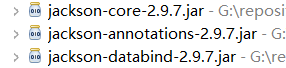 jackson-core-2.9.7.jar - G:\reposi
jackson-annotations-2.9.7.jar - G:
jackson-databind-2.9.7.jar - G:\re